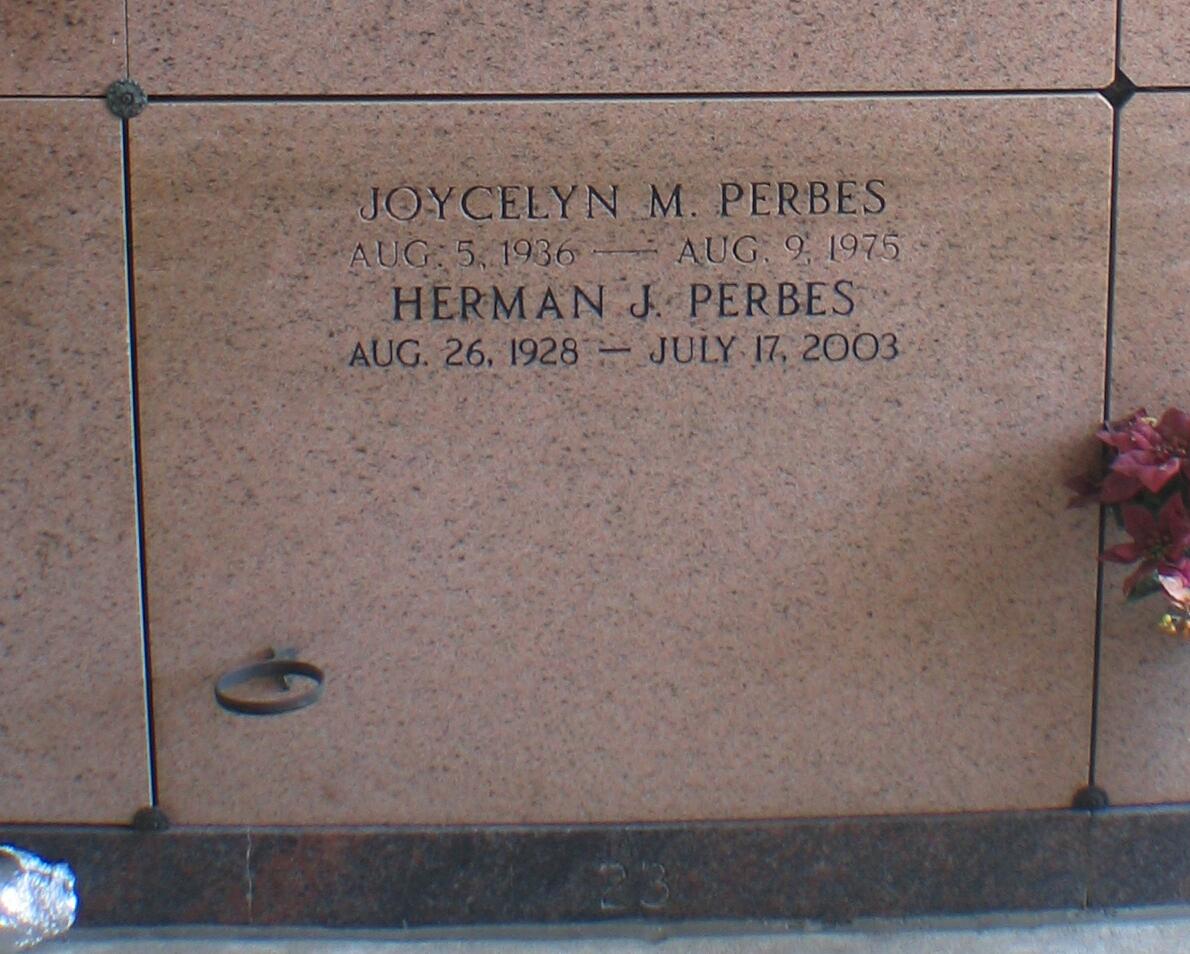 JOYCELYN M. PERBES
AUG. 5, 1936 — AUG. 9, 1975
HERMAN J. PERBES
AUG. 26, 1928 — JULY 17, 2003
23